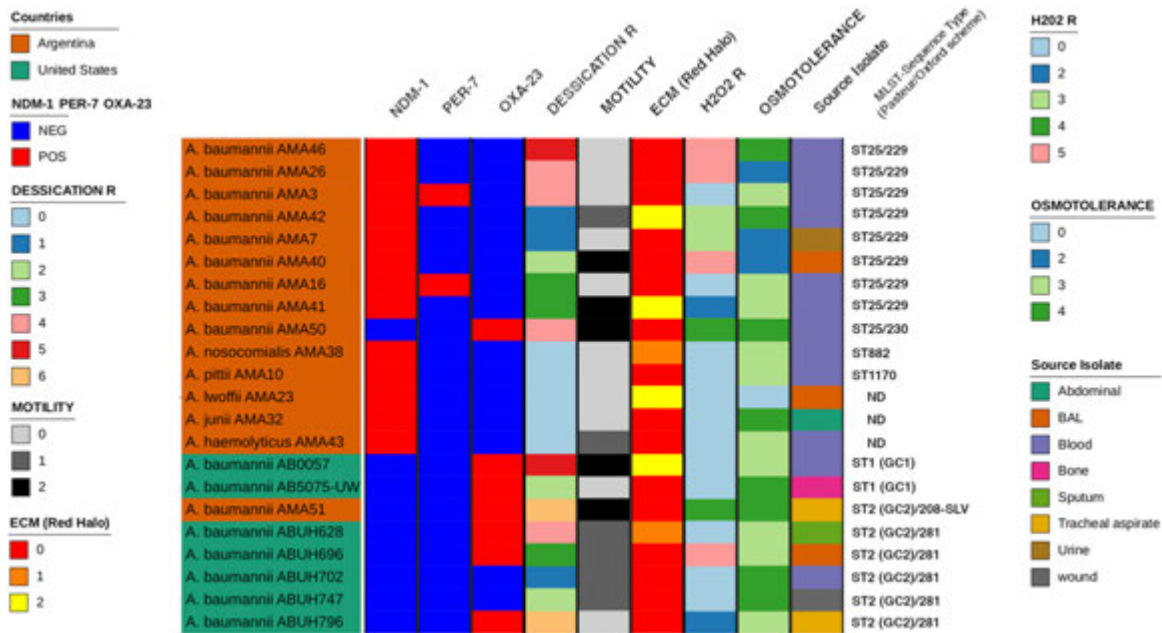 Countries
Argentina
United States
NDM-1 PER-7 OXA-23
NEG
POS
DESSICATION R
0
1
2
3
4
5
6
MOTILITY
0
1
2
ECM (Red Halo)
0
1
2
NDM-1
PER-7
OXA-23
DESSICATION R
MOTILITY
ECM (Red Halo)
H2O2 R
OSMOTOLERANCE
Source Isolate
MLST-Sequence Type
(Pasteur/Oxford scheme)
A. baumannii AMA46 ST25/229
A. baumannii AMA26 ST25/229
A. baumannii AMA3 ST25/229
A. baumannii AMA42 ST25/229
A. baumannii AMA7 ST25/229
A. baumannii AMA40 ST25/229
A. baumannii AMA16 ST25/229
A. baumannii AMA41 ST25/229
A. baumannii AMA50 ST25/230
A. nosocomialis AMA38 ST882
A. pittii AMA10 ST1170
A. lwoffii AMA23 ND
A. junii AMA32 ND
A. haemolyticus AMA43 ND
A. baumannii AB0057 ST1 (GC1)
A. baumannii AB5075-UW ST1 (GC1)
A. baumannii AMA51 ST2 (GC2)/208-SLV
A. baumannii ABUH628 ST2 (GC2)/281
A. baumannii ABUH696 ST2 (GC2)/281
A. baumannii ABUH702 ST2 (GC2)/281
A. baumannii ABUH747 ST2 (GC2)/281
A. baumannii ABUH796 ST2 (GC2)/281
H202 R
0
2
3
4
5
OSMOTOLERANCE
0
2
3
4
Source Isolate
Abdominal
BAL
Blood
Bone
Sputum
Tracheal aspirate
Urine
wound